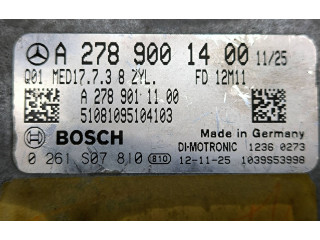 A 278 900 14 00 11/25
Q01 MED17.7.3 8 ZYL. FD 12M11
A 278 901 11 00
51081095104103
BOSCH Made in Germany
DI-MOTRONIC 1236 0273
0 261 S07 810 810 12-11-25 1039S53998